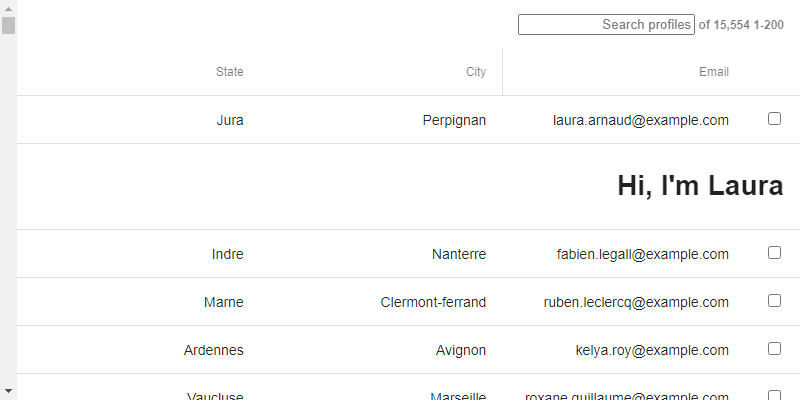 Search profiles of 15,554 1-200
State City Email
Jura Perpignan laura.arnaud@example.com
Hi, I'm Laura
Indre Nanterre fabien.legall@example.com
Marne Clermont-ferrand ruben.leclercq@example.com
Ardennes Avignon kelya.roy@example.com
Vaucluse Marseille roxane.guillaume@example.com